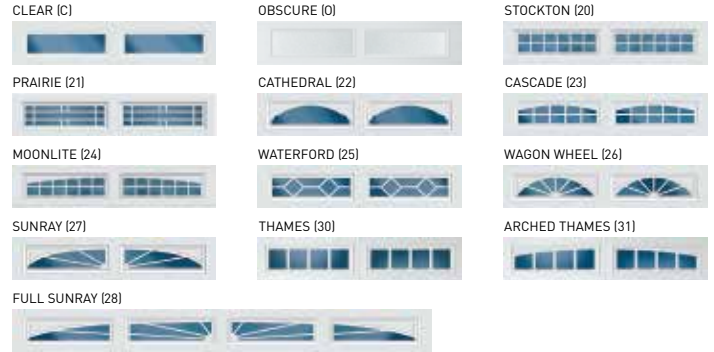 CLEAR (C)
OBSCURE (O)
STOCKTON (20)
PRAIRIE (21)
CATHEDRAL (22)
CASCADE (23)
MOONLITE (24)
WATERFORD (25)
WAGON WHEEL (26)
SUNRAY (27)
THAMES (30)
ARCHED THAMES (31)
FULL SUNRAY (28)